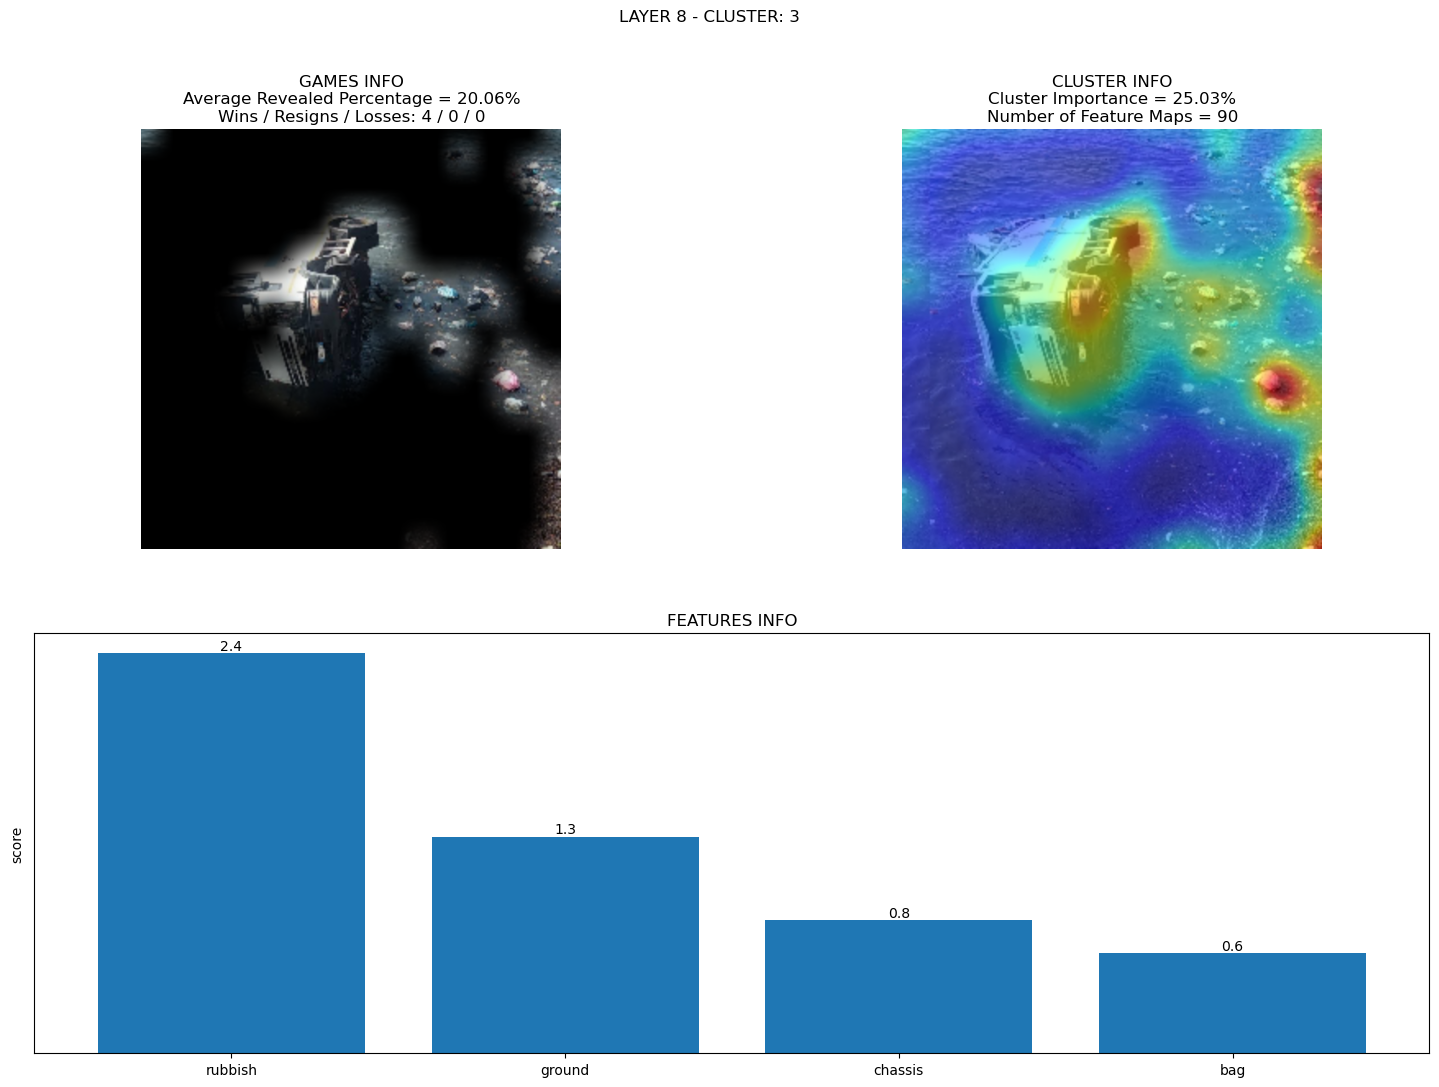 LAYER 8 - CLUSTER: 3
GAMES INFO
Average Revealed Percentage = 20.06%
Wins / Resigns / Losses: 4 / 0 / 0
CLUSTER INFO
Cluster Importance = 25.03%
Number of Feature Maps = 90
FEATURES INFO
score
2.4
1.3
0.8
0.6
rubbish
ground
chassis
bag